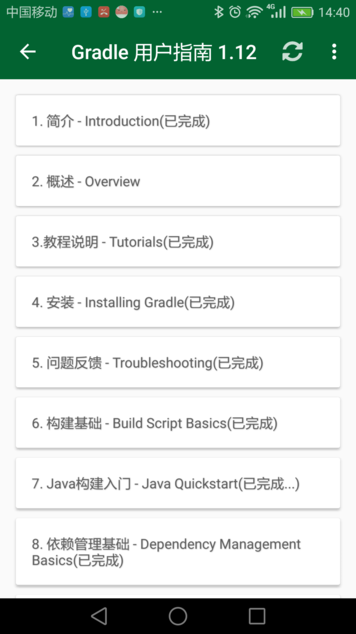 中国移动 ... 4G 14:40
Gradle 用户指南 1.12
1. 简介 - Introduction(已完成)
2. 概述 - Overview
3.教程说明 - Tutorials(已完成)
4. 安装 - Installing Gradle(已完成)
5. 问题反馈 - Troubleshooting(已完成)
6. 构建基础 - Build Script Basics(已完成)
7. Java构建入门 - Java Quickstart(已完成...)
8. 依赖管理基础 - Dependency Management
Basics(已完成)